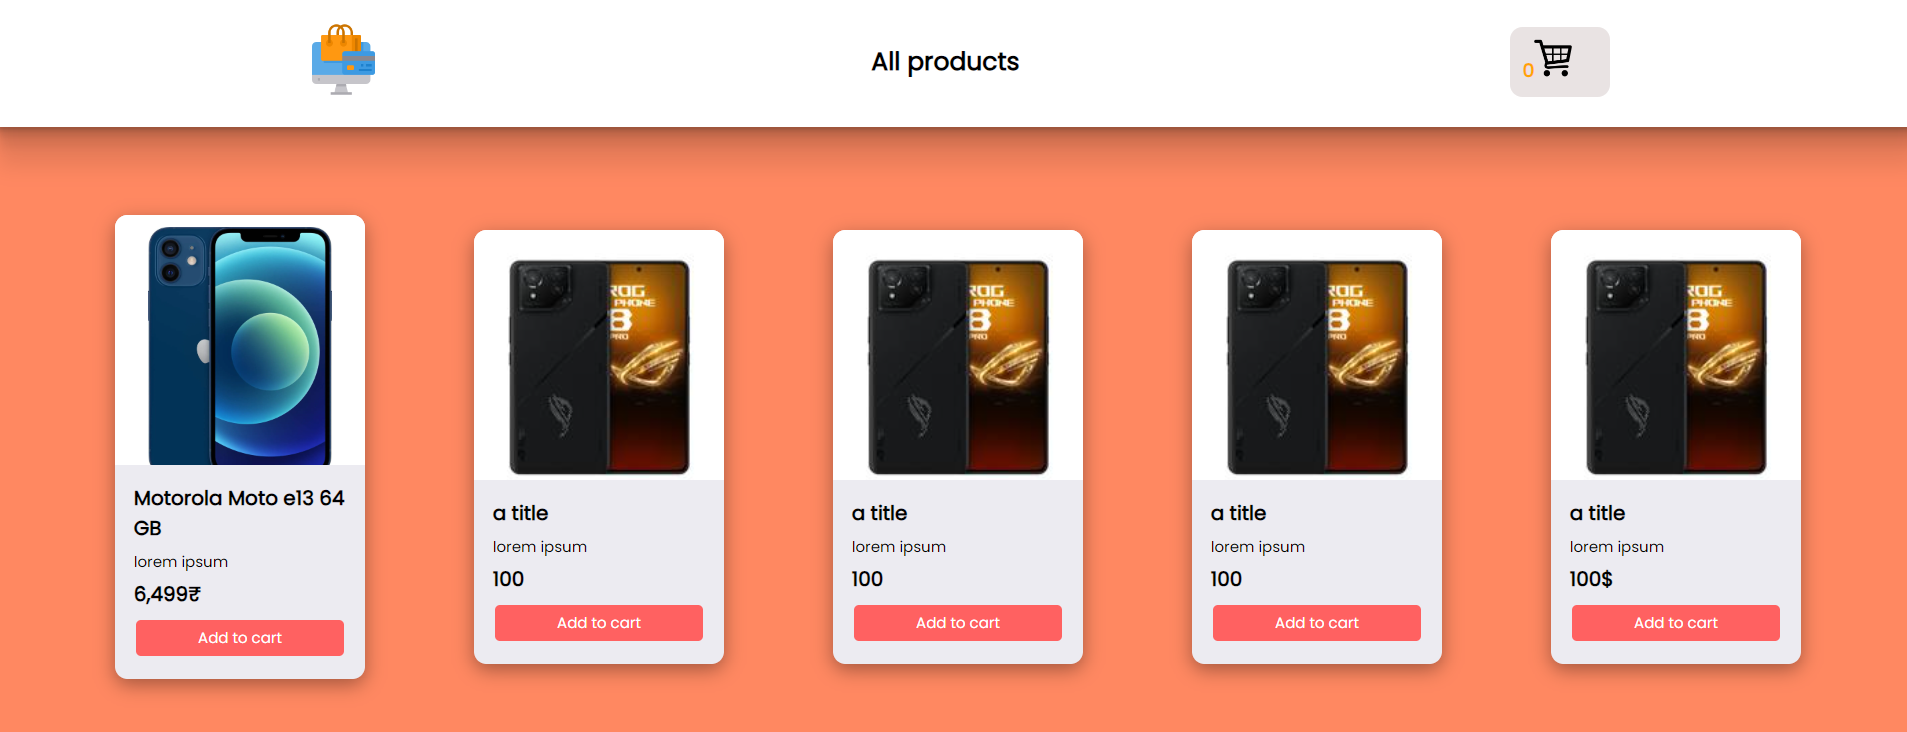 All products
0
Motorola Moto e13 64
GB
lorem ipsum
6,499₹
Add to cart
ROG
PHONE
8
PRO
a title
lorem ipsum
100
Add to cart
ROG
PHONE
8
PRO
a title
lorem ipsum
100
Add to cart
ROG
PHONE
8
PRO
a title
lorem ipsum
100
Add to cart
ROG
PHONE
8
PRO
a title
lorem ipsum
100$
Add to cart